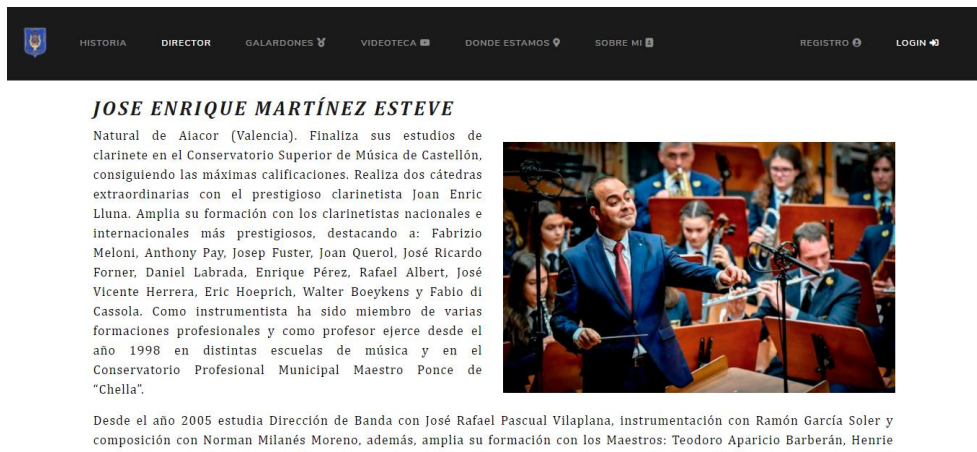 HISTORIA DIRECTOR GALARDONES VIDEOTECA DONDE ESTAMOS SOBRE MI REGISTRO LOGIN
JOSE ENRIQUE MARTÍNEZ ESTEVE
Natural de Aiacor (Valencia). Finaliza sus estudios de
clarinete en el Conservatorio Superior de Música de Castellón,
consiguiendo las máximas calificaciones. Realiza dos cátedras
extraordinarias con el prestigioso clarinetista Joan Enric
Lluna. Amplia su formación con los clarinetistas nacionales e
internacionales más prestigiosos, destacando a: Fabrizio
Meloni, Anthony Pay, Josep Fuster, Joan Querol, José Ricardo
Forner, Daniel Labrada, Enrique Pérez, Rafael Albert, José
Vicente Herrera, Eric Hoeprich, Walter Boeykens y Fabio di
Cassola. Como instrumentista ha sido miembro de varias
formaciones profesionales y como profesor ejerce desde el
año 1998 en distintas escuelas de música y en el
Conservatorio Profesional Municipal Maestro Ponce de
“Chella”.
Desde el año 2005 estudia Dirección de Banda con José Rafael Pascual Vilaplana, instrumentación con Ramón García Soler y
composición con Norman Milanés Moreno, además, amplia su formación con los Maestros: Teodoro Aparicio Barberán, Henrie